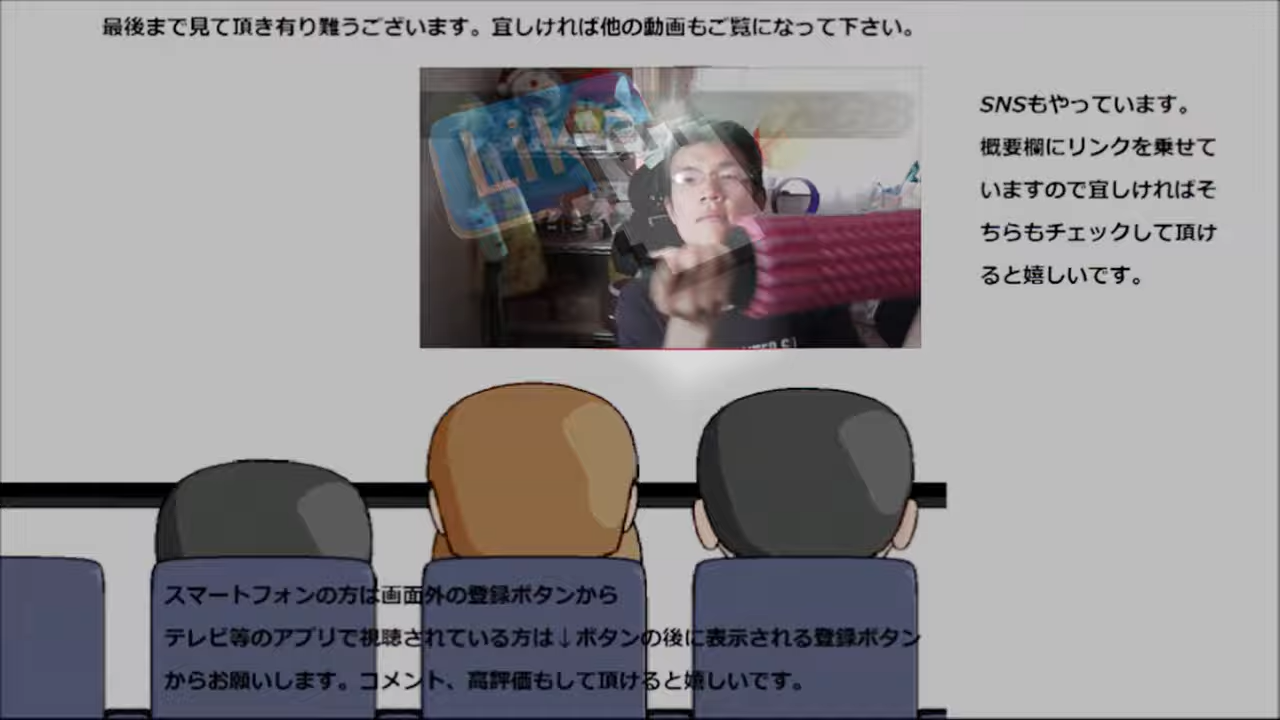 最後まで見て頂き有り難うございます。宜しければ他の動画もご覧になって下さい。
Like
SNSもやっています。
概要欄にリンクを乗せて
いますので宜しければそ
ちらもチェックして頂け
ると嬉しいです。
スマートフォンの方は画面外の登録ボタンから
テレビ等のアプリで視聴されている方は↓ボタンの後に表示される登録ボタン
からお願いします。コメント、高評価もして頂けると嬉しいです。